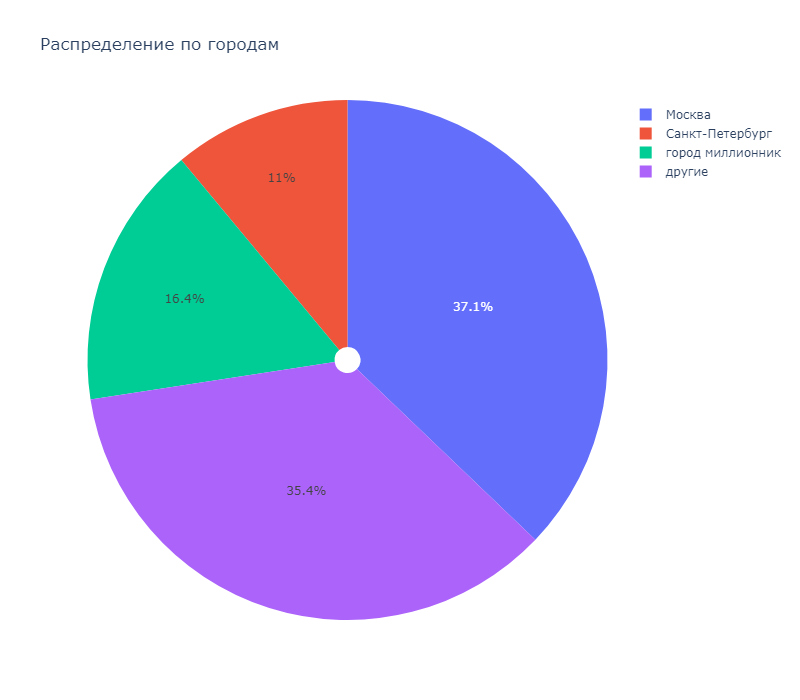 Распределение по городам
Москва
Санкт-Петербург
город миллионник
другие
11%
37.1%
16.4%
35.4%